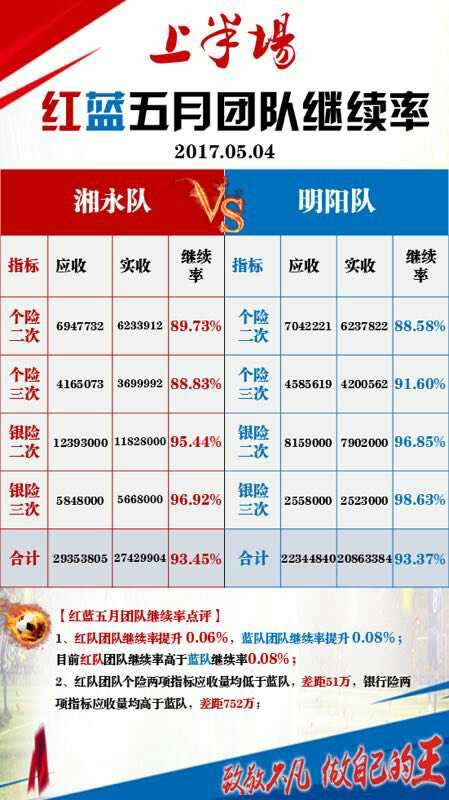 上半場
红蓝五月团队继续率
2017.05.04
湘永队 VS 明阳队
指标 应收 实收 继续率 指标 应收 实收 继续率
个险二次 6947732 6233912 89.73% 个险二次 7042221 6237822 88.58%
个险三次 4165073 3699992 88.83% 个险三次 4585619 4200562 91.60%
银险二次 12393000 11828000 95.44% 银险二次 8159000 7902000 96.85%
银险三次 5848000 5668000 96.92% 银险三次 2558000 2523000 98.63%
合计 29353805 27429904 93.45% 合计 22344840 20863384 93.37%
【红蓝五月团队继续率点评】
1、红队团队继续率提升 0.06%，蓝队团队继续率提升 0.08%；
目前红队团队继续率高于蓝队继续率0.08%；
2、红队团队个险两项指标应收量均低于蓝队，差距51万，银行险两
项指标应收量均高于蓝队，差距752万；
致敬不凡 做自己的王